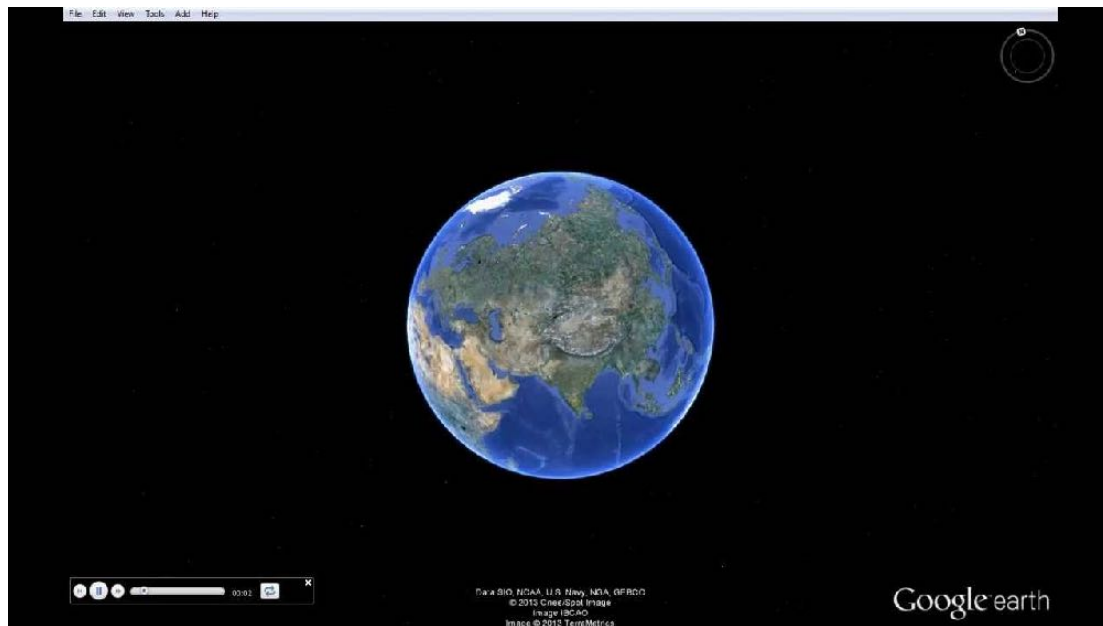 File Edit View Tools Add Help
N
00:02
Data SIO, NOAA, U.S. Navy, NGA, GEBCO
© 2013 Cnes/Spot Image
Image IBCAO
Image © 2013 TerraMetrics
Google earth